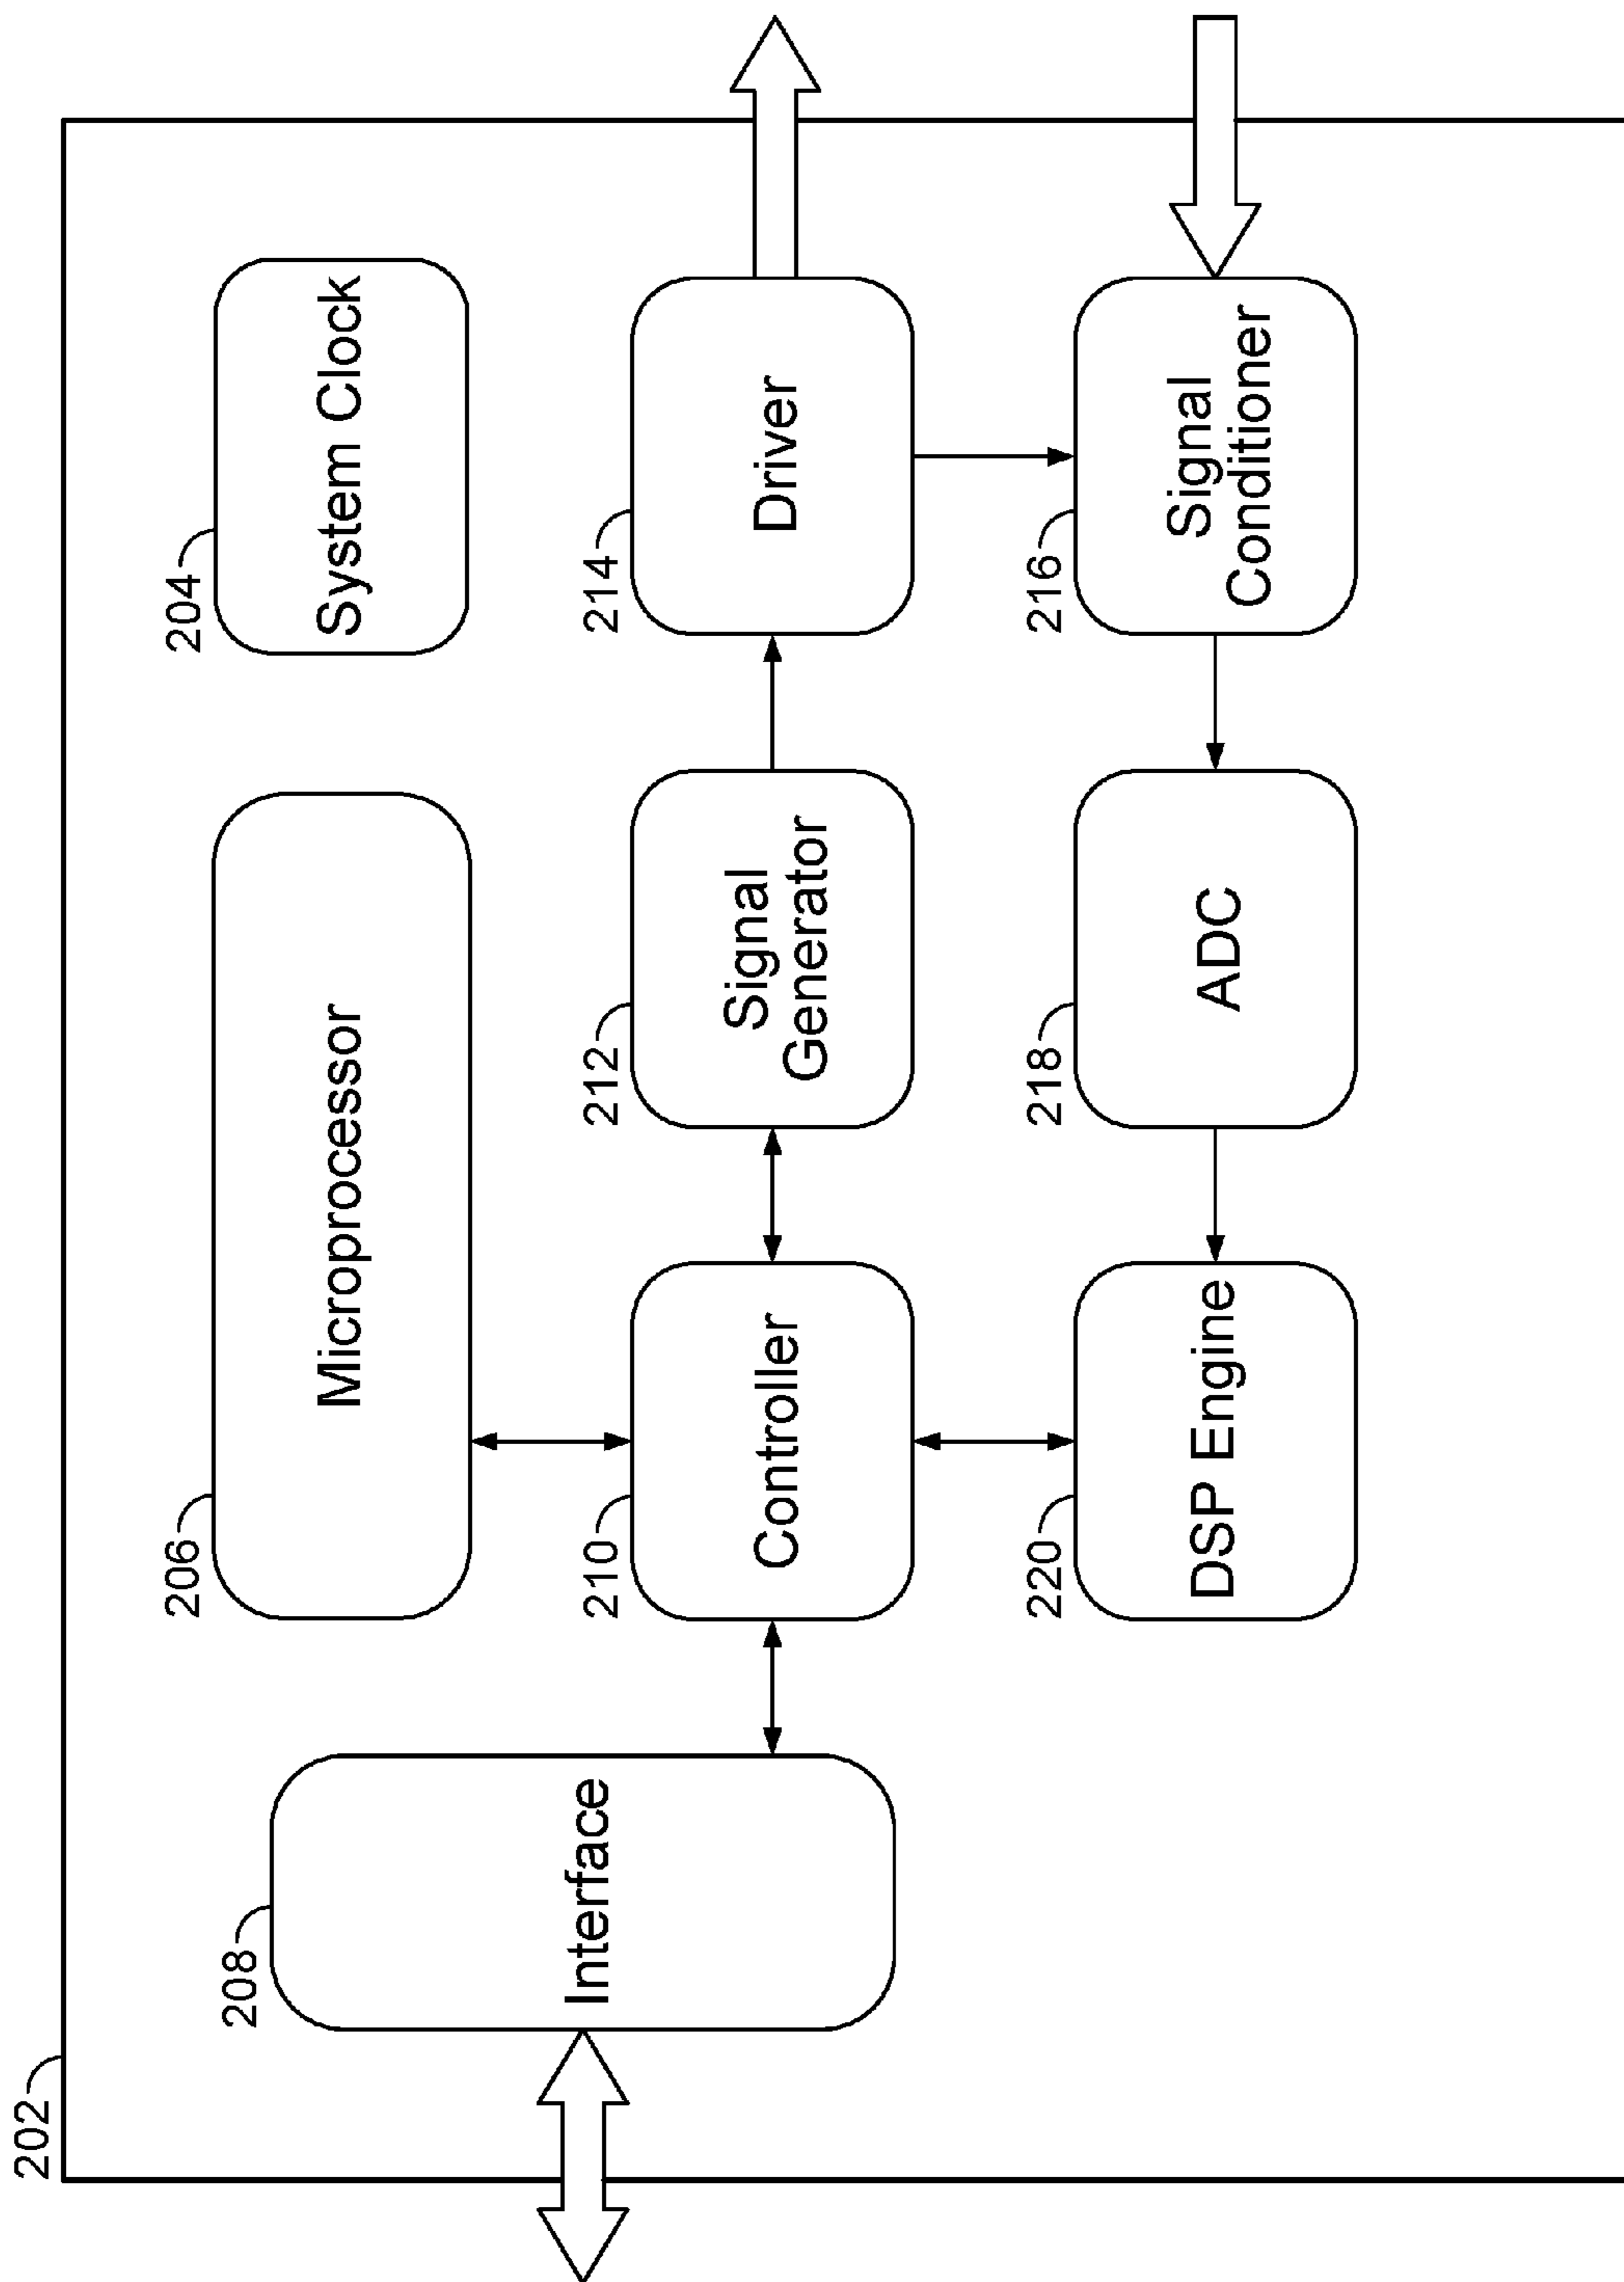 202
204
System Clock
206
Microprocessor
208
Interface
210
Controller
212
Signal
Generator
214
Driver
216
Signal
Conditioner
218
ADC
220
DSP Engine